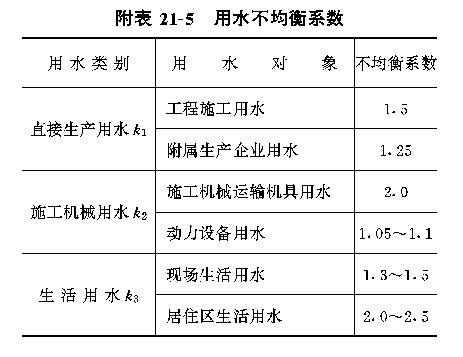 附表 21-5 用水不均衡系数
用水类别 用水对象 不均衡系数
直接生产用水 k₁ 工程施工用水 1.5
附属生产企业用水 1.25
施工机械用水 k₂ 施工机械运输机具用水 2.0
动力设备用水 1.05～1.1
生活用水 k₃ 现场生活用水 1.3～1.5
居住区生活用水 2.0～2.5